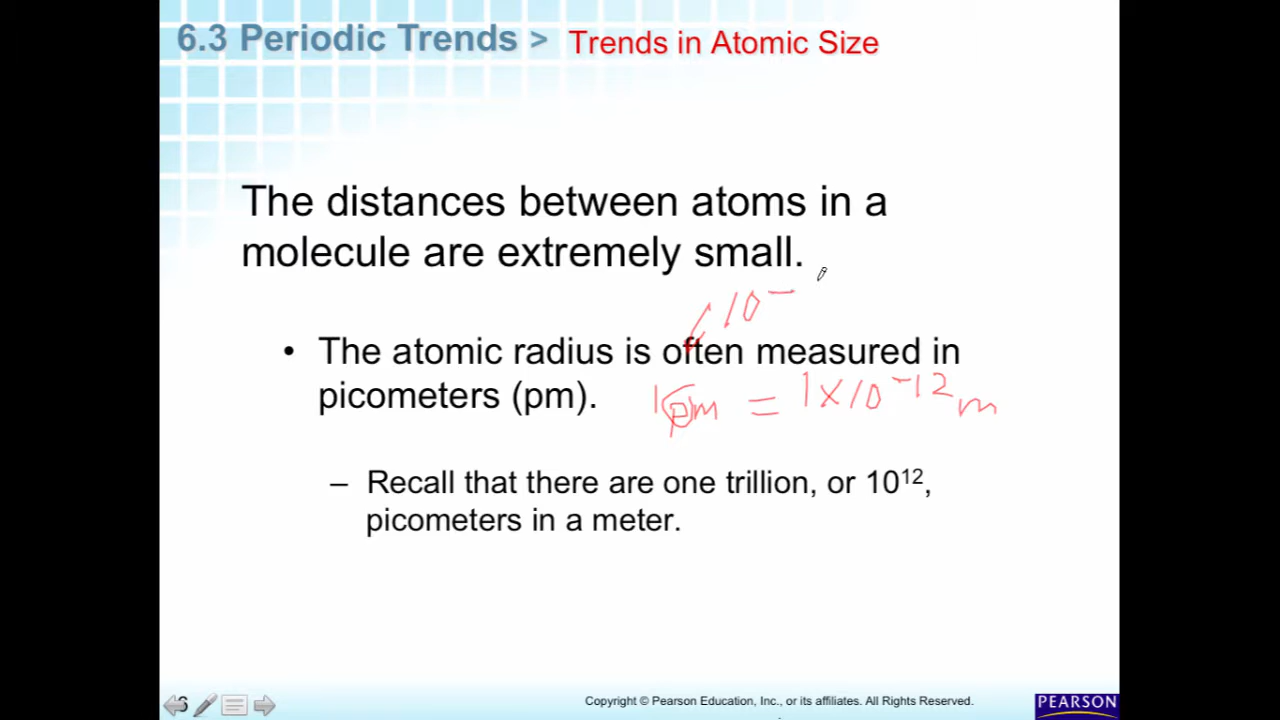 6.3 Periodic Trends > Trends in Atomic Size
The distances between atoms in a
molecule are extremely small.
10⁻
• The atomic radius is often measured in
picometers (pm).
1pm = 1x10⁻¹²m
– Recall that there are one trillion, or 10¹²,
picometers in a meter.
Copyright © Pearson Education, Inc., or its affiliates. All Rights Reserved.
PEARSON